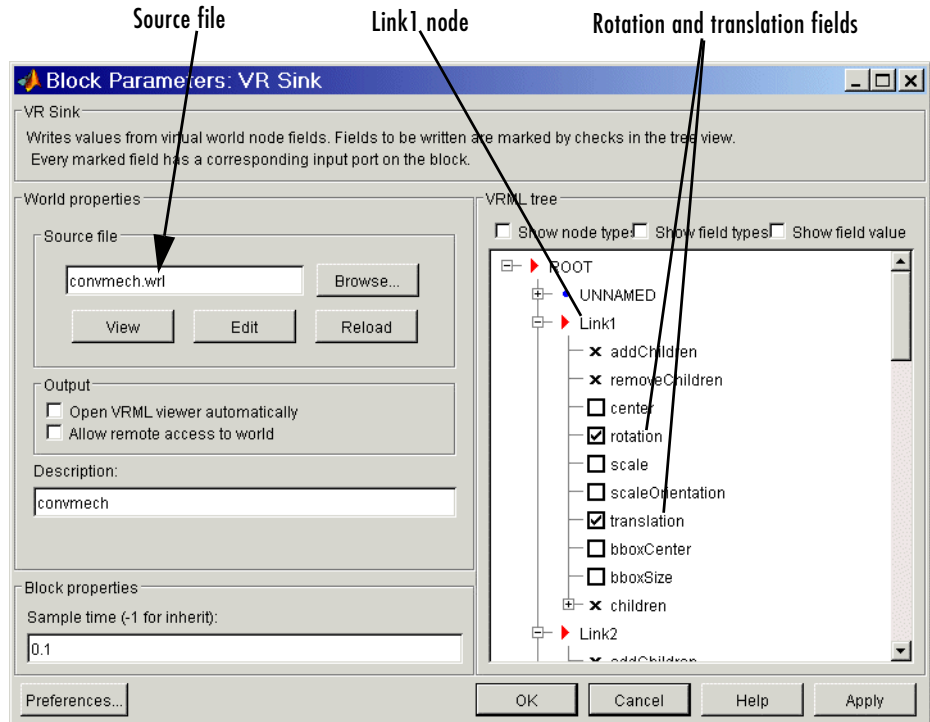 Source file
Link1 node
Rotation and translation fields
Block Parameters: VR Sink
VR Sink
Writes values from virtual world node fields. Fields to be written are marked by checks in the tree view.
Every marked field has a corresponding input port on the block.
World properties
Source file
convmech.wrl
Browse...
View
Edit
Reload
Output
Open VRML viewer automatically
Allow remote access to world
Description:
convmech
Block properties
Sample time (-1 for inherit):
0.1
VRML tree
Show node types
Show field types
Show field value
ROOT
UNNAMED
Link1
addChildren
removeChildren
center
rotation
scale
scaleOrientation
translation
bboxCenter
bboxSize
children
Link2
addChildren
Preferences...
OK
Cancel
Help
Apply